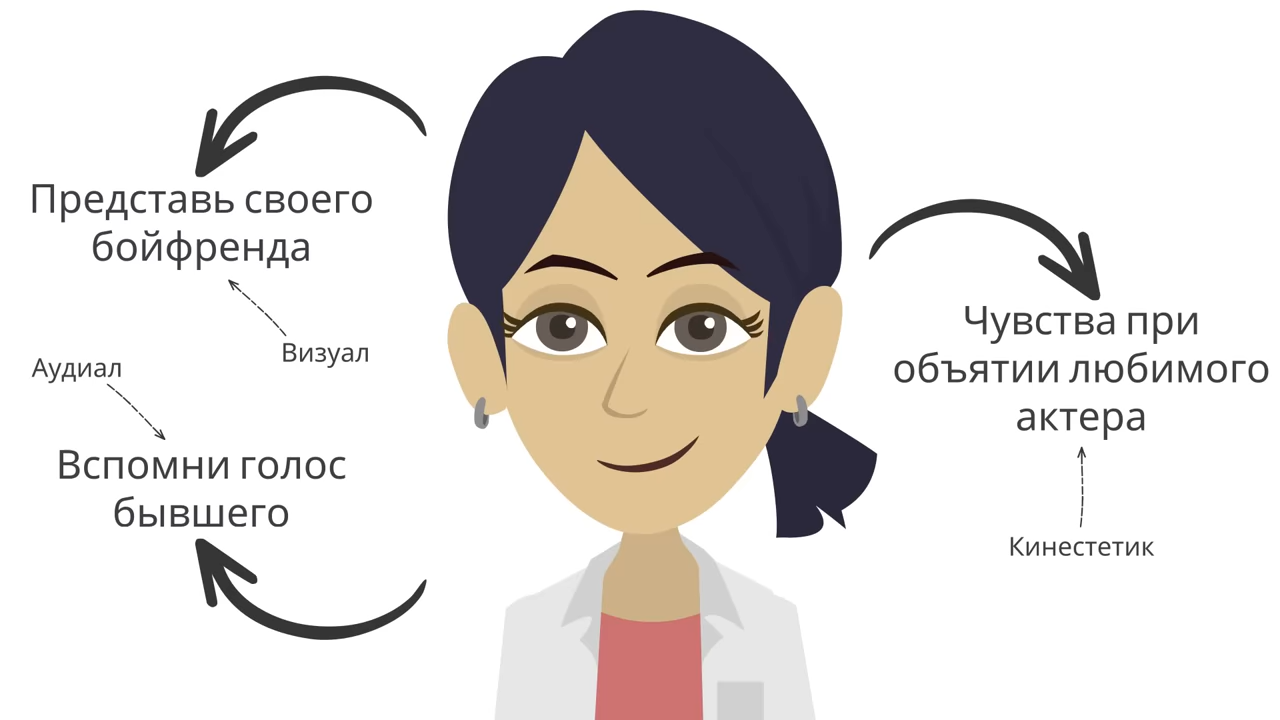 Представь своего
бойфренда
Визуал
Аудиал
Вспомни голос
бывшего
Чувства при
объятии любимого
актера
Кинестетик